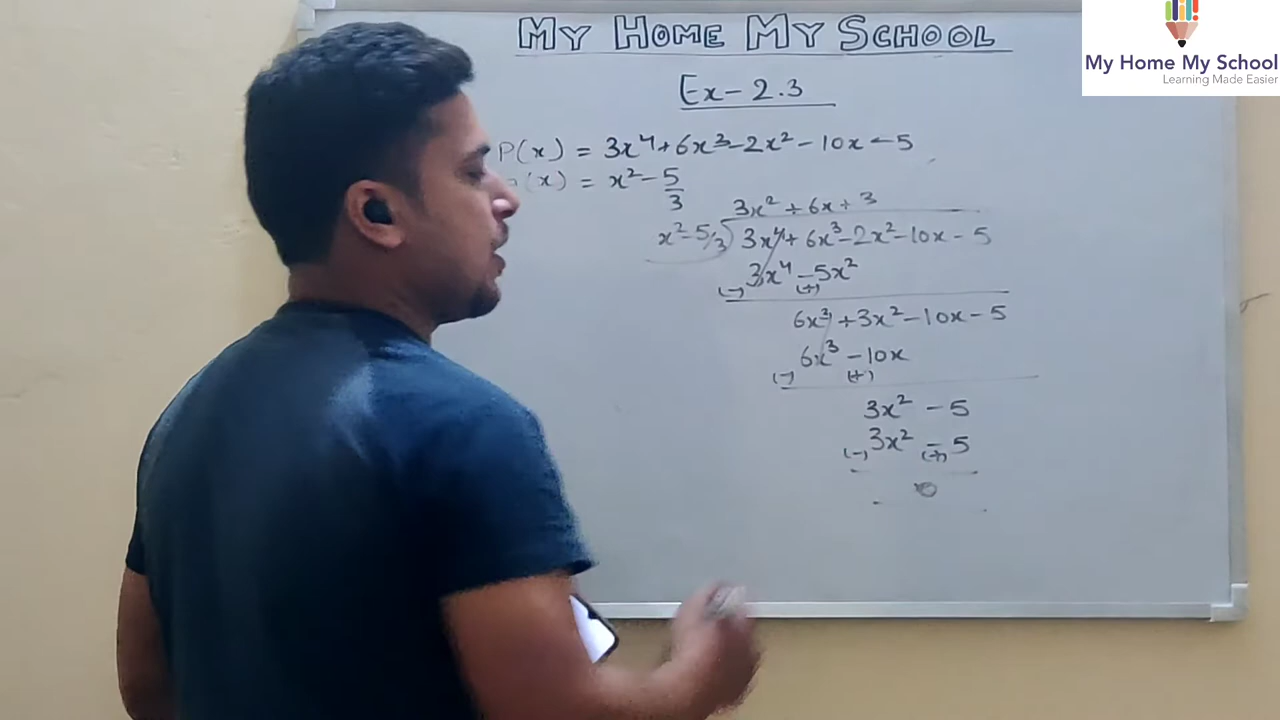 MY HOME MY SCHOOL
My Home My School
Learning Made Easier
Ex - 2.3
P(x) = 3x⁴ + 6x³ - 2x² - 10x - 5
(x) = x² - 5/3
3x² + 6x + 3
x² - 5/3 ) 3x⁴ + 6x³ - 2x² - 10x - 5
3x⁴ - 5x²
(-) (+)
6x³ + 3x² - 10x - 5
6x³ - 10x
(-) (+)
3x² - 5
3x² - 5
(-) (+)
0